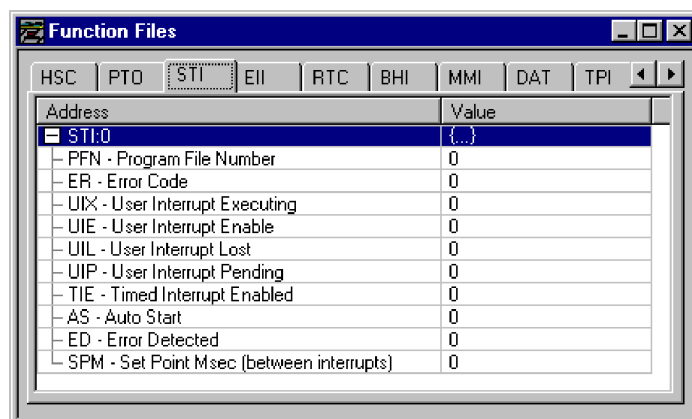 Function Files
HSC PTO STI EII RTC BHI MMI DAT TPI
Address Value
STI:0 {...}
PFN - Program File Number 0
ER - Error Code 0
UIX - User Interrupt Executing 0
UIE - User Interrupt Enable 0
UIL - User Interrupt Lost 0
UIP - User Interrupt Pending 0
TIE - Timed Interrupt Enabled 0
AS - Auto Start 0
ED - Error Detected 0
SPM - Set Point Msec (between interrupts) 0